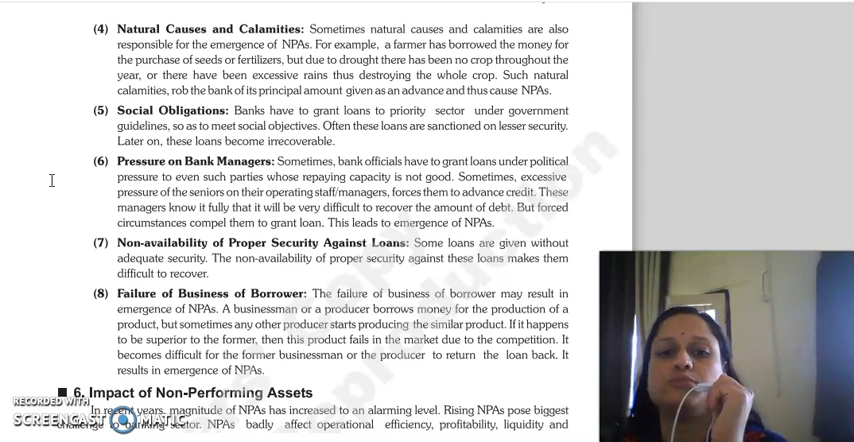 (4) Natural Causes and Calamities: Sometimes natural causes and calamities are also
responsible for the emergence of NPAs. For example, a farmer has borrowed the money for
the purchase of seeds or fertilizers, but due to drought there has been no crop throughout the
year, or there have been excessive rains thus destroying the whole crop. Such natural
calamities, rob the bank of its principal amount given as an advance and thus cause NPAs.
(5) Social Obligations: Banks have to grant loans to priority sector under government
guidelines, so as to meet social objectives. Often these loans are sanctioned on lesser security.
Later on, these loans become irrecoverable.
(6) Pressure on Bank Managers: Sometimes, bank officials have to grant loans under political
pressure to even such parties whose repaying capacity is not good. Sometimes, excessive
pressure of the seniors on their operating staff/managers, forces them to advance credit. These
managers know it fully that it will be very difficult to recover the amount of debt. But forced
circumstances compel them to grant loan. This leads to emergence of NPAs.
(7) Non-availability of Proper Security Against Loans: Some loans are given without
adequate security. The non-availability of proper security against these loans makes them
difficult to recover.
(8) Failure of Business of Borrower: The failure of business of borrower may result in
emergence of NPAs. A businessman or a producer borrows money for the production of a
product, but sometimes any other producer starts producing the similar product. If it happens
to be superior to the former, then this product fails in the market due to the competition. It
becomes difficult for the former businessman or the producer to return the loan back. It
results in emergence of NPAs.
6. Impact of Non-Performing Assets
In recent years, magnitude of NPAs has increased to an alarming level. Rising NPAs pose biggest
challenge to banking sector. NPAs badly affect operational efficiency, profitability, liquidity and
RECORDED WITH
SCREENCAST MATIC
Copy